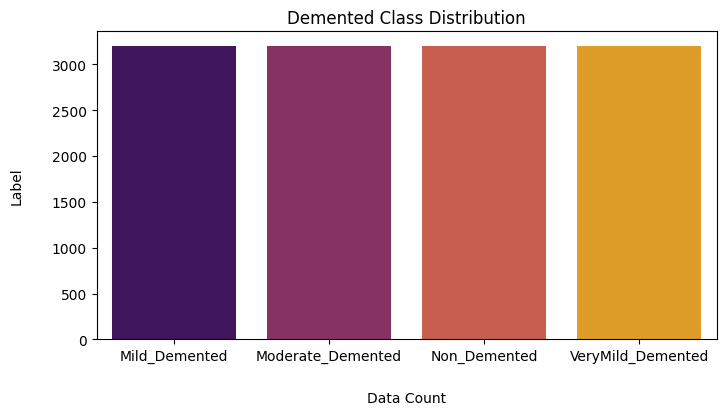 Demented Class Distribution
Label
3000
2500
2000
1500
1000
500
0
Mild_Demented Moderate_Demented Non_Demented VeryMild_Demented
Data Count